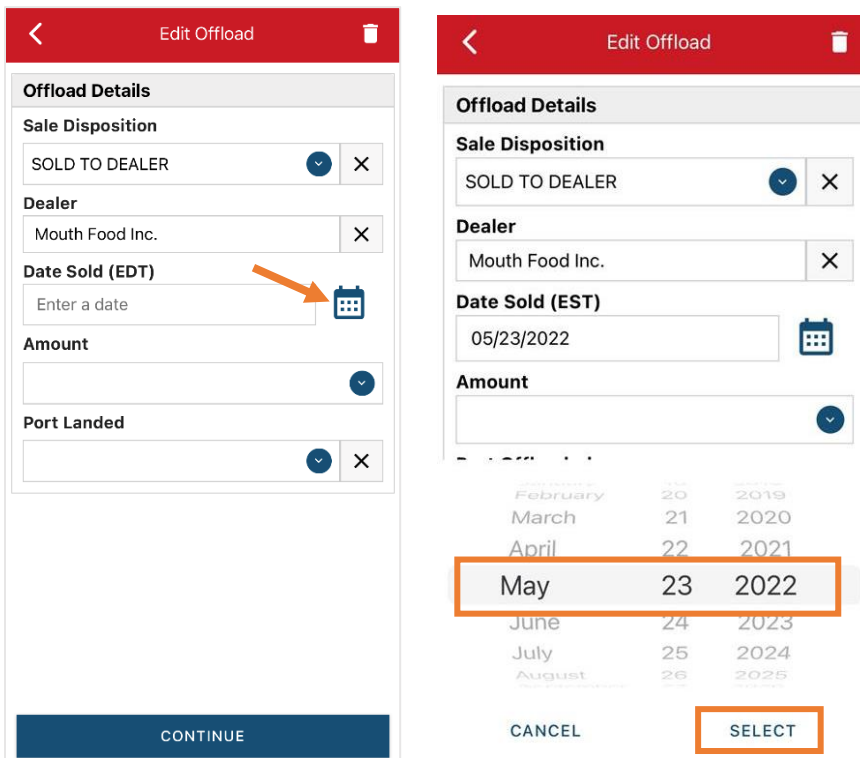 Edit Offload
Offload Details
Sale Disposition
SOLD TO DEALER
Dealer
Mouth Food Inc.
Date Sold (EDT)
Enter a date
Amount
Port Landed
CONTINUE
Edit Offload
Offload Details
Sale Disposition
SOLD TO DEALER
Dealer
Mouth Food Inc.
Date Sold (EST)
05/23/2022
Amount
February 20 2019
March 21 2020
April 22 2021
May 23 2022
June 24 2023
July 25 2024
August 26 2025
CANCEL SELECT